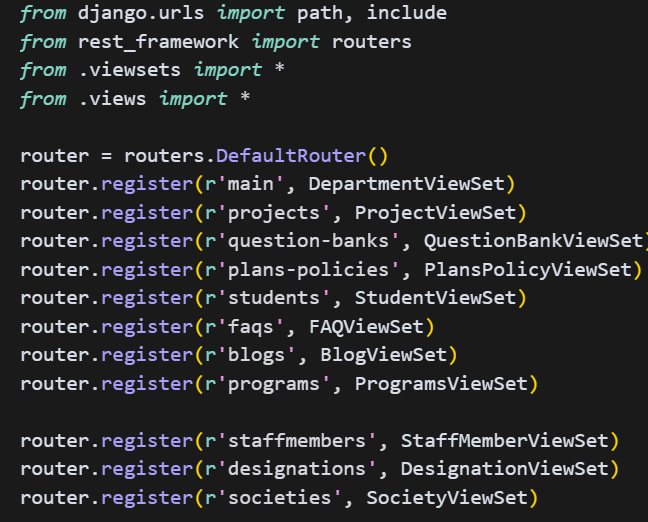 from django.urls import path, include
from rest_framework import routers
from .viewsets import *
from .views import *
router = routers.DefaultRouter()
router.register(r'main', DepartmentViewSet)
router.register(r'projects', ProjectViewSet)
router.register(r'question-banks', QuestionBankViewSet)
router.register(r'plans-policies', PlansPolicyViewSet)
router.register(r'students', StudentViewSet)
router.register(r'faqs', FAQViewSet)
router.register(r'blogs', BlogViewSet)
router.register(r'programs', ProgramsViewSet)
router.register(r'staffmembers', StaffMemberViewSet)
router.register(r'designations', DesignationViewSet)
router.register(r'societies', SocietyViewSet)